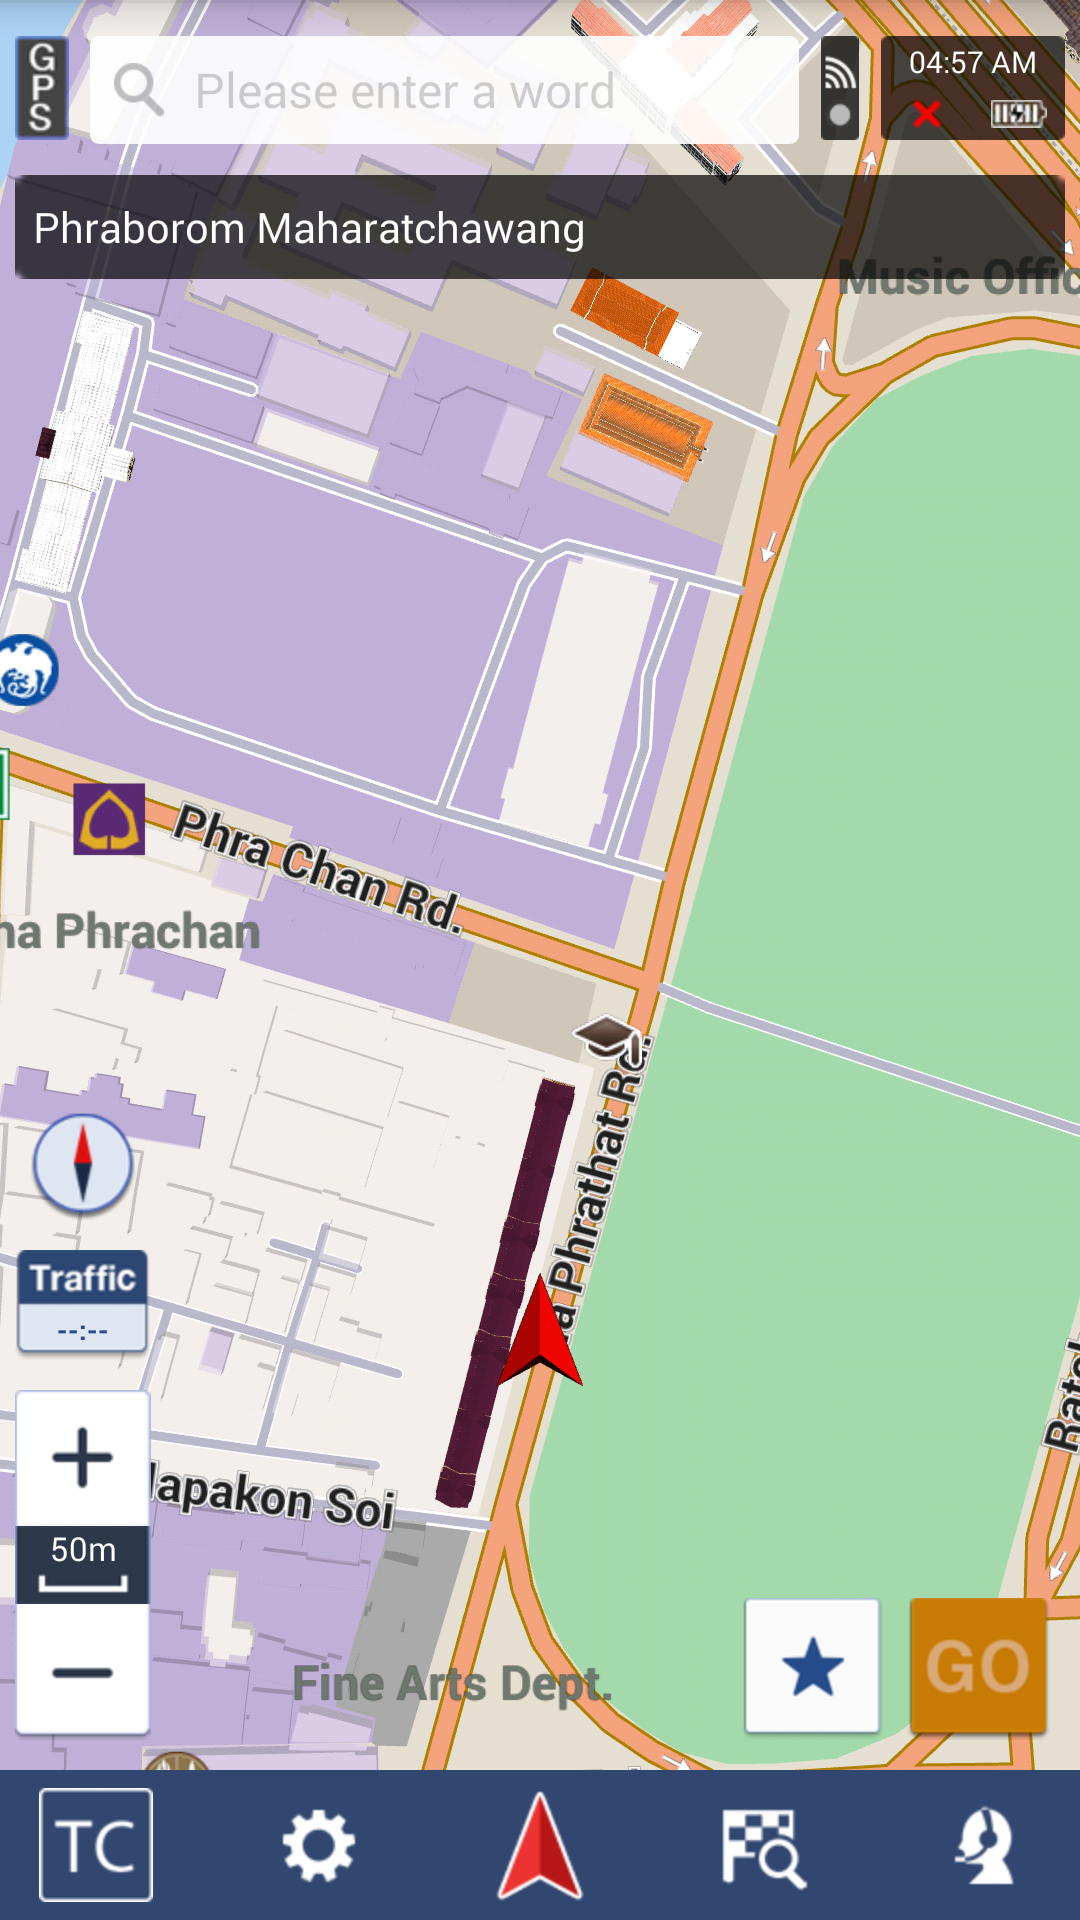 GPS
Please enter a word
04:57 AM
Phraborom Maharatchawang
Music Offic
Phra Chan Rd.
na Phrachan
a Phrathat Rd.
Traffic
--:--
50m
lapakon Soi
Fine Arts Dept.
Ratch
GO
TC